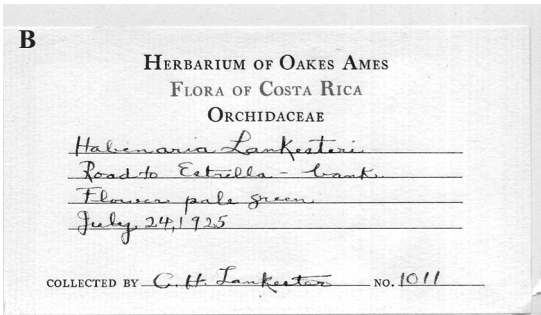 B
HERBARIUM OF OAKES AMES
FLORA OF COSTA RICA
ORCHIDACEAE
Habenaria Lankesteri
Road to Estrella - bank.
Flowers pale green
July 24, 1925
COLLECTED BY C. H. Lankester NO. 1011